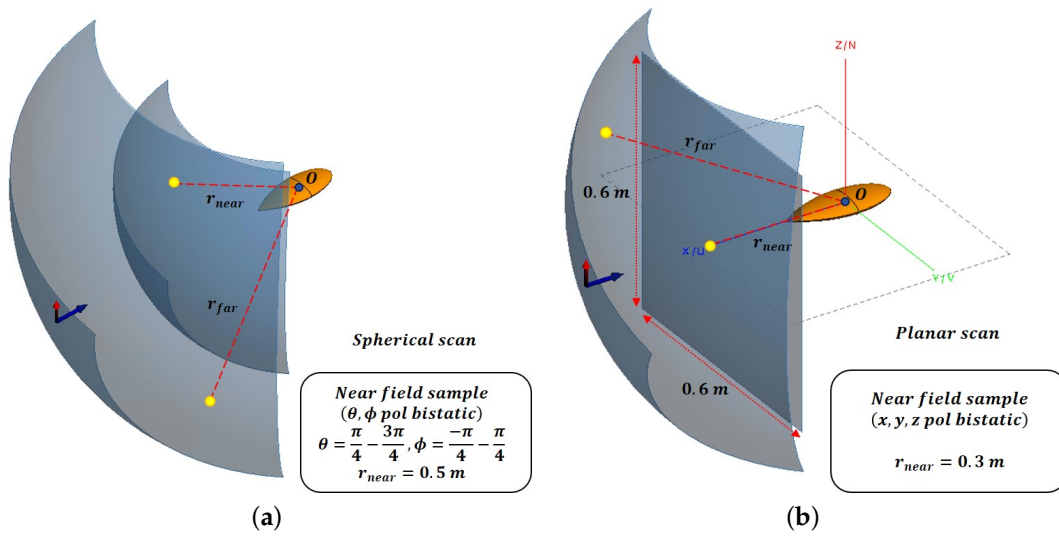 O
r_near
r_far
Spherical scan
Near field sample
(θ, ϕ pol bistatic)
θ = π/4 − 3π/4, ϕ = −π/4 − π/4
r_near = 0.5 m
(a)
Z/N
r_far
O
0.6 m
r_near
X/U
Y/V
Planar scan
0.6 m
Near field sample
(x, y, z pol bistatic)
r_near = 0.3 m
(b)